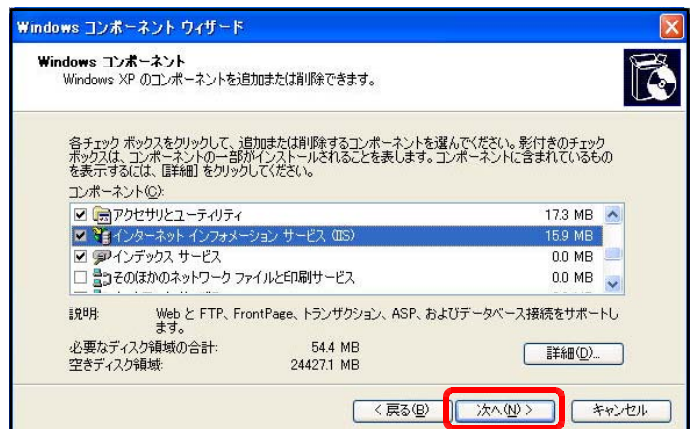 Windows コンポーネント ウィザード
Windows コンポーネント
Windows XP のコンポーネントを追加または削除できます。
各チェック ボックスをクリックして、追加または削除するコンポーネントを選んでください。影付きのチェック
ボックスは、コンポーネントの一部がインストールされることを表します。コンポーネントに含まれているもの
を表示するには、[詳細] をクリックしてください。
コンポーネント(C):
アクセサリとユーティリティ 17.3 MB
インターネット インフォメーション サービス (IIS) 15.9 MB
インデックス サービス 0.0 MB
そのほかのネットワーク ファイルと印刷サービス 0.0 MB
説明: Web と FTP、FrontPage、トランザクション、ASP、およびデータベース接続をサポートし
ます。
必要なディスク領域の合計: 54.4 MB
空きディスク領域: 24427.1 MB
詳細(D)...
< 戻る(B) 次へ(N) > キャンセル